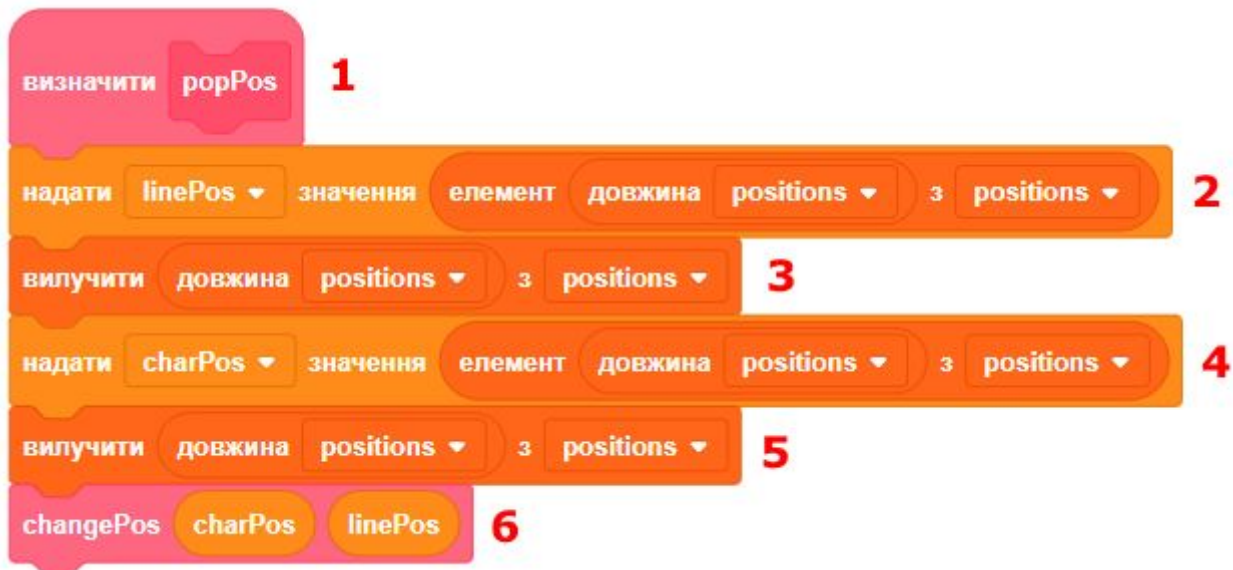 визначити popPos 1
надати linePos значення елемент довжина positions з positions 2
вилучити довжина positions з positions 3
надати charPos значення елемент довжина positions з positions 4
вилучити довжина positions з positions 5
changePos charPos linePos 6